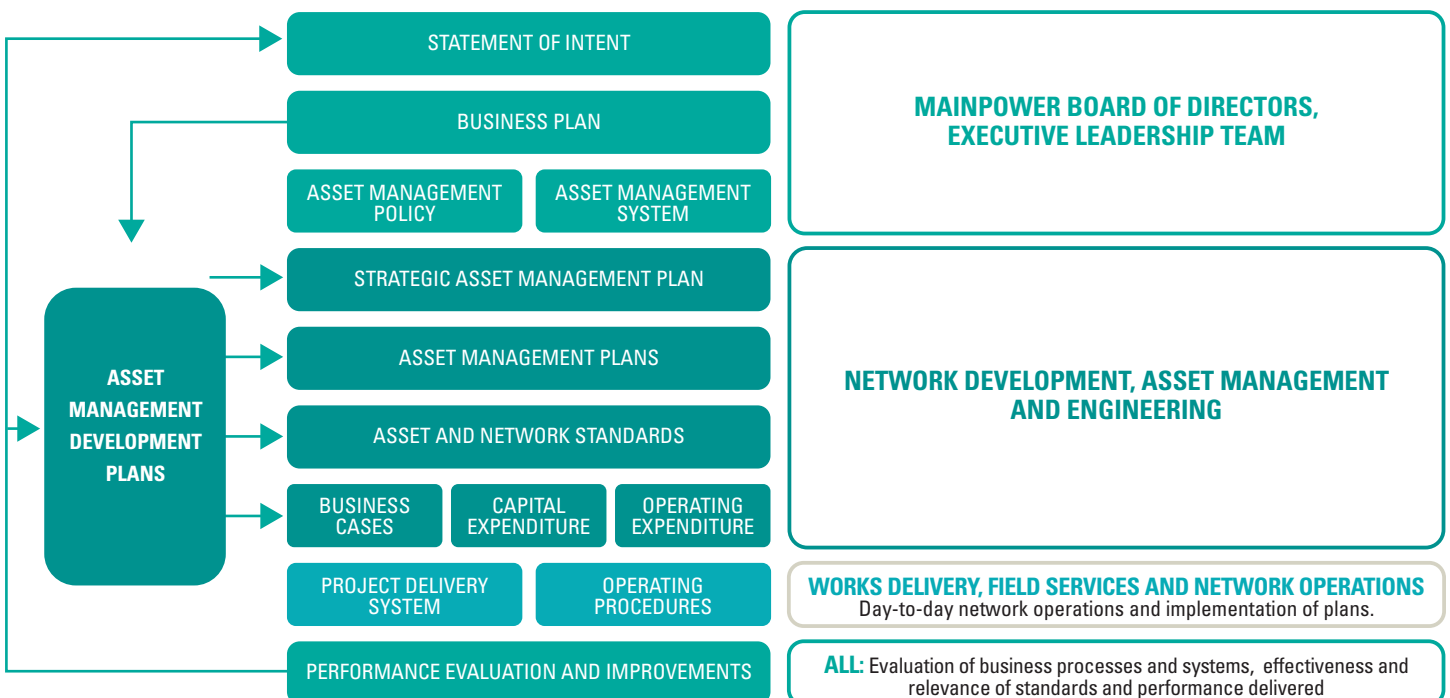 STATEMENT OF INTENT
BUSINESS PLAN
ASSET MANAGEMENT
POLICY
ASSET MANAGEMENT
SYSTEM
MAINPOWER BOARD OF DIRECTORS,
EXECUTIVE LEADERSHIP TEAM
ASSET
MANAGEMENT
DEVELOPMENT
PLANS
STRATEGIC ASSET MANAGEMENT PLAN
ASSET MANAGEMENT PLANS
ASSET AND NETWORK STANDARDS
BUSINESS
CASES
CAPITAL
EXPENDITURE
OPERATING
EXPENDITURE
NETWORK DEVELOPMENT, ASSET MANAGEMENT
AND ENGINEERING
PROJECT DELIVERY
SYSTEM
OPERATING
PROCEDURES
WORKS DELIVERY, FIELD SERVICES AND NETWORK OPERATIONS
Day-to-day network operations and implementation of plans.
PERFORMANCE EVALUATION AND IMPROVEMENTS
ALL: Evaluation of business processes and systems, effectiveness and
relevance of standards and performance delivered